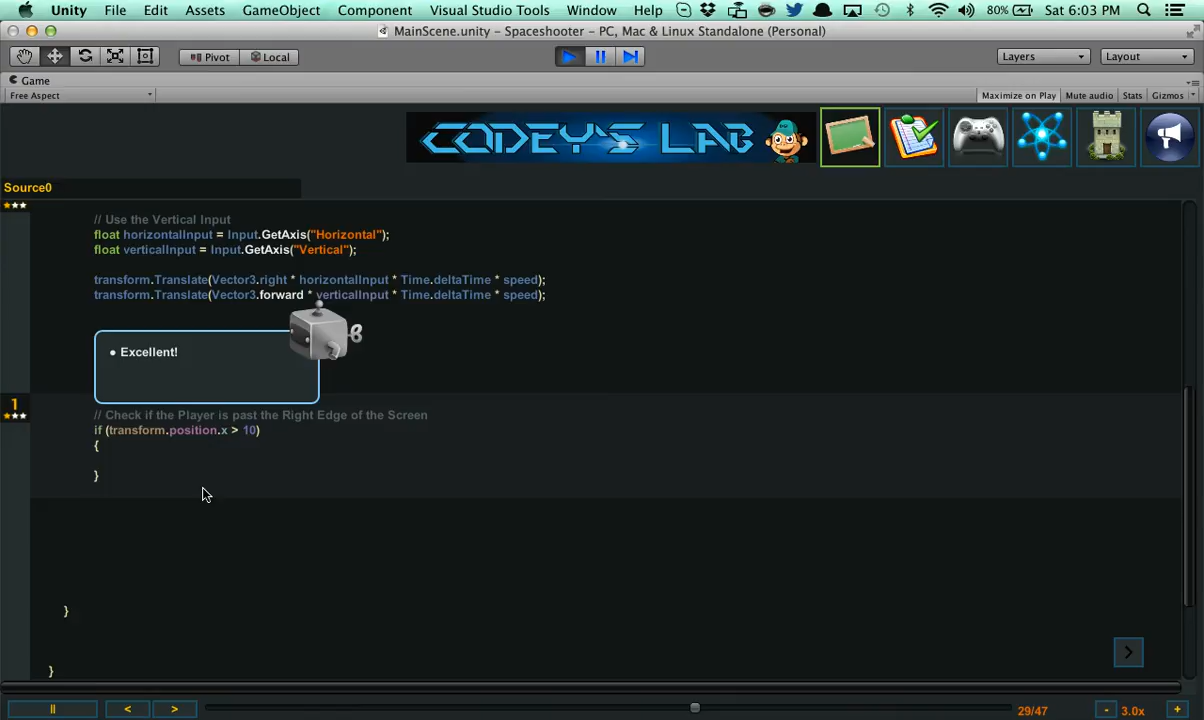 Unity File Edit Assets GameObject Component Visual Studio Tools Window Help 80% Sat 6:03 PM
MainScene.unity – Spaceshooter – PC, Mac & Linux Standalone (Personal)
Pivot Local Layers Layout
Game
Free Aspect Maximize on Play Mute audio Stats Gizmos
CODEY'S LAB
Source0
// Use the Vertical Input
float horizontalInput = Input.GetAxis("Horizontal");
float verticalInput = Input.GetAxis("Vertical");
transform.Translate(Vector3.right * horizontalInput * Time.deltaTime * speed);
transform.Translate(Vector3.forward * verticalInput * Time.deltaTime * speed);
• Excellent!
1
// Check if the Player is past the Right Edge of the Screen
if (transform.position.x > 10)
{
}
}
>
}
|| < > 29/47 - 3.0x +